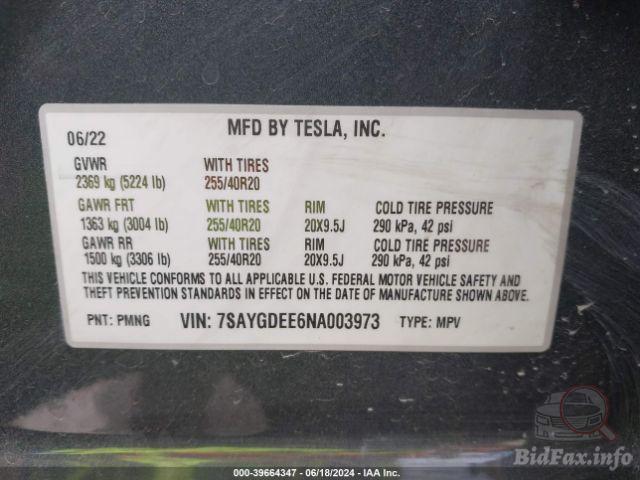 06/22 MFD BY TESLA, INC.
GVWR WITH TIRES
2369 kg (5224 lb) 255/40R20
GAWR FRT WITH TIRES RIM COLD TIRE PRESSURE
1363 kg (3004 lb) 255/40R20 20X9.5J 290 kPa, 42 psi
GAWR RR WITH TIRES RIM COLD TIRE PRESSURE
1500 kg (3306 lb) 255/40R20 20X9.5J 290 kPa, 42 psi
THIS VEHICLE CONFORMS TO ALL APPLICABLE U.S. FEDERAL MOTOR VEHICLE SAFETY AND
THEFT PREVENTION STANDARDS IN EFFECT ON THE DATE OF MANUFACTURE SHOWN ABOVE.
PNT: PMNG VIN: 7SAYGDEE6NA003973 TYPE: MPV
BidFax.info
000-39664347 - 06/18/2024 - IAA Inc.